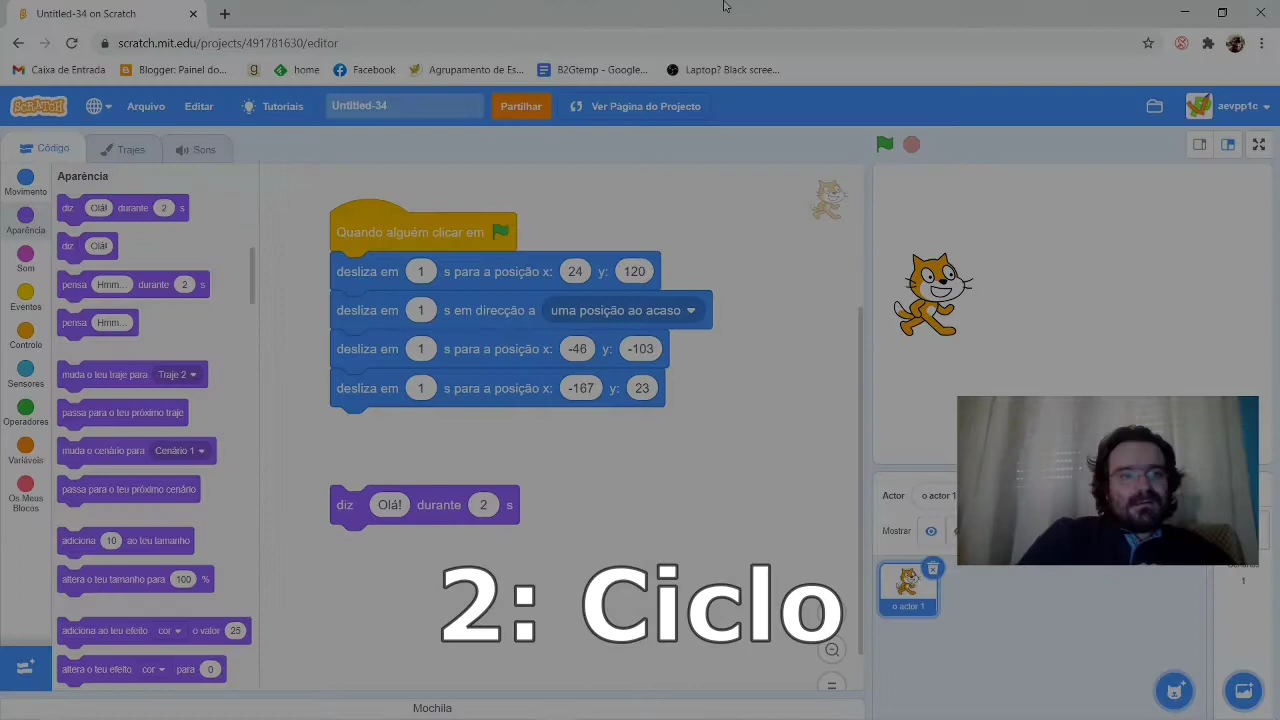 Untitled-34 on Scratch
scratch.mit.edu/projects/491781630/editor
Caixa de Entrada
Blogger: Painel do...
home
Facebook
Agrupamento de Es...
B2Gtemp - Google...
Laptop? Black scree...
SCRATCH
Arquivo
Editar
Tutoriais
Untitled-34
Partilhar
Ver Página do Projecto
aevpp1c
Código
Trajes
Sons
Movimento
Aparência
Som
Eventos
Controlo
Sensores
Operadores
Variáveis
Os Meus
Blocos
Aparência
diz Olá! durante 2 s
diz Olá!
pensa Hmm... durante 2 s
pensa Hmm...
muda o teu traje para Traje 2
passa para o teu próximo traje
muda o cenário para Cenário 1
passa para o teu próximo cenário
adiciona 10 ao teu tamanho
altera o teu tamanho para 100 %
adiciona ao teu efeito cor o valor 25
altera o teu efeito cor para 0
Quando alguém clicar em
desliza em 1 s para a posição x: 24 y: 120
desliza em 1 s em direcção a uma posição ao acaso
desliza em 1 s para a posição x: -46 y: -103
desliza em 1 s para a posição x: -167 y: 23
diz Olá! durante 2 s
2: Ciclo
Actor o actor 1
Mostrar
o actor 1
1
Mochila